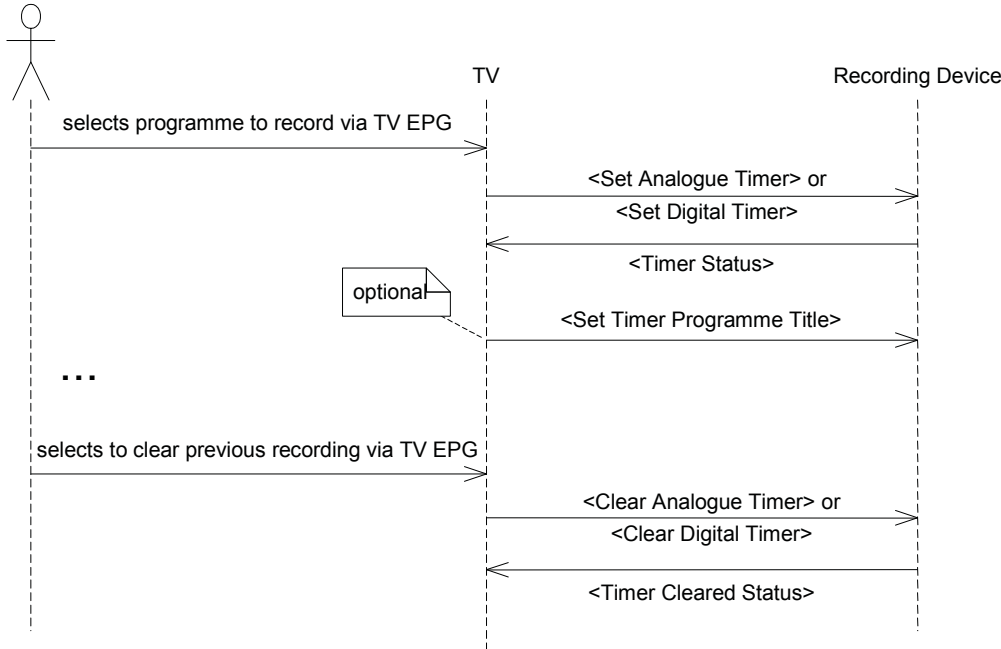 TV
Recording Device
selects programme to record via TV EPG
<Set Analogue Timer> or
<Set Digital Timer>
<Timer Status>
optional
<Set Timer Programme Title>
...
selects to clear previous recording via TV EPG
<Clear Analogue Timer> or
<Clear Digital Timer>
<Timer Cleared Status>